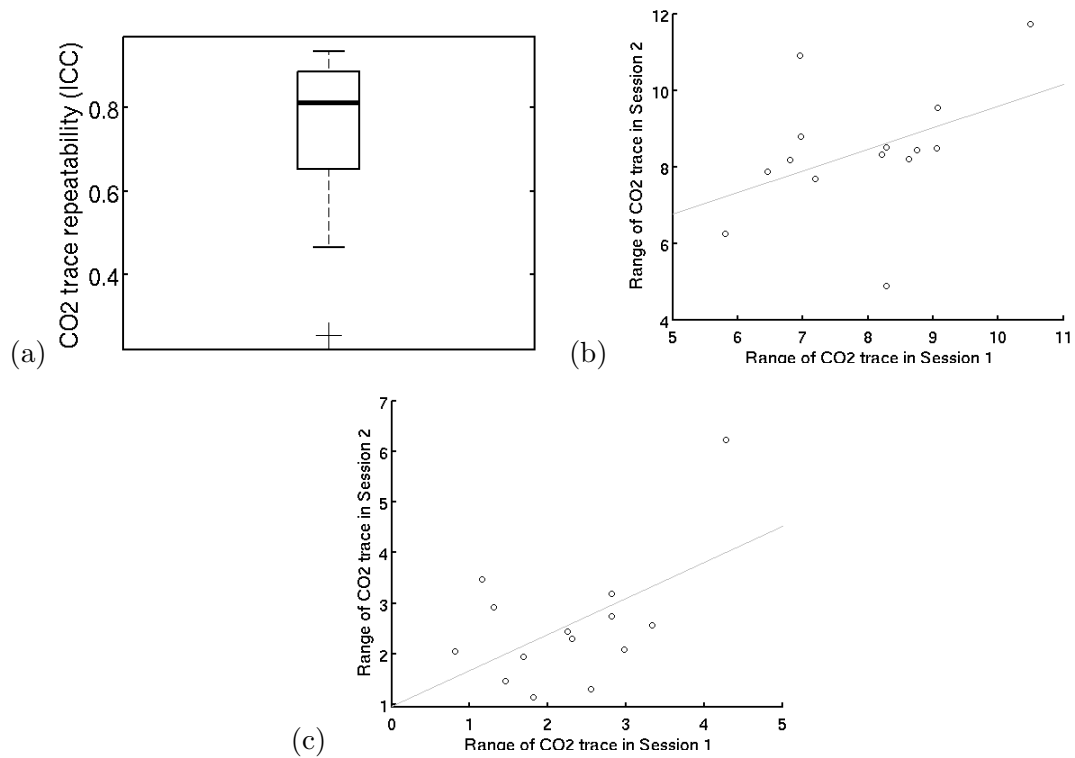 CO2 trace repeatability (ICC)
0.8
0.6
0.4
(a)
Range of CO2 trace in Session 2
12
10
8
6
4
5 6 7 8 9 10 11
Range of CO2 trace in Session 1
(b)
Range of CO2 trace in Session 2
7
6
5
4
3
2
1
0 1 2 3 4 5
Range of CO2 trace in Session 1
(c)